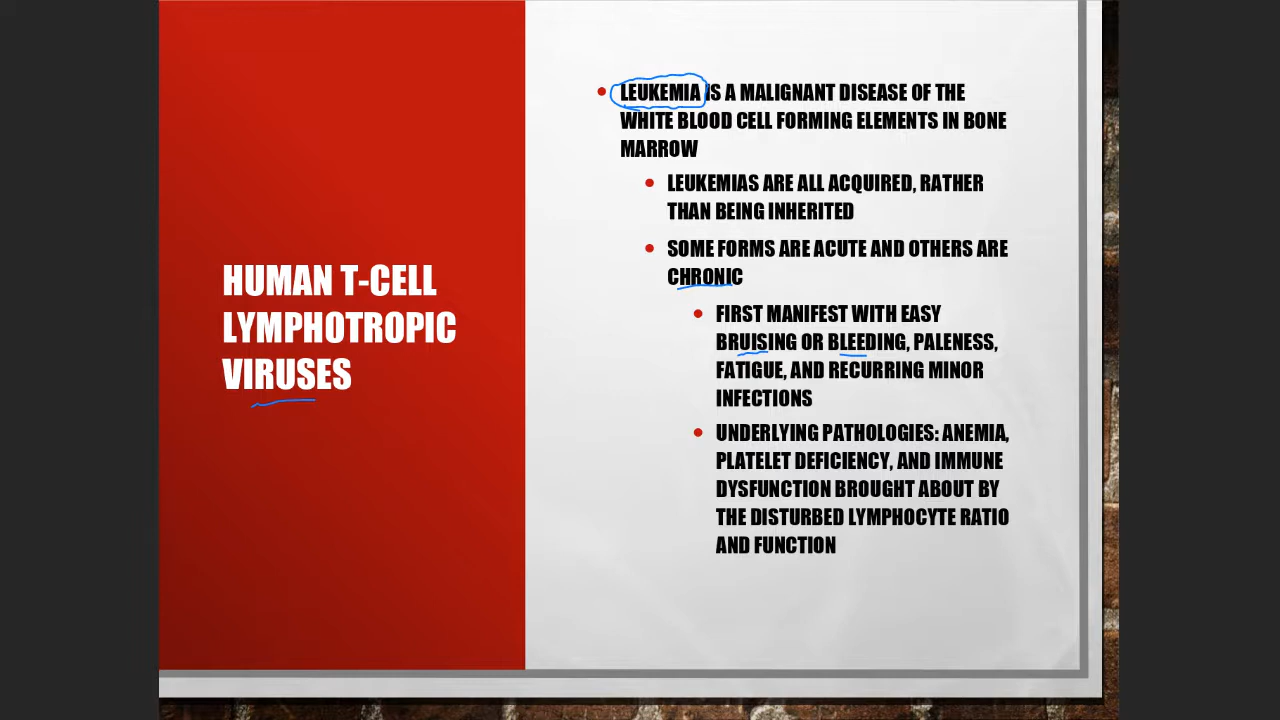 HUMAN T-CELL
LYMPHOTROPIC
VIRUSES
• LEUKEMIA IS A MALIGNANT DISEASE OF THE
WHITE BLOOD CELL FORMING ELEMENTS IN BONE
MARROW
• LEUKEMIAS ARE ALL ACQUIRED, RATHER
THAN BEING INHERITED
• SOME FORMS ARE ACUTE AND OTHERS ARE
CHRONIC
• FIRST MANIFEST WITH EASY
BRUISING OR BLEEDING, PALENESS,
FATIGUE, AND RECURRING MINOR
INFECTIONS
• UNDERLYING PATHOLOGIES: ANEMIA,
PLATELET DEFICIENCY, AND IMMUNE
DYSFUNCTION BROUGHT ABOUT BY
THE DISTURBED LYMPHOCYTE RATIO
AND FUNCTION